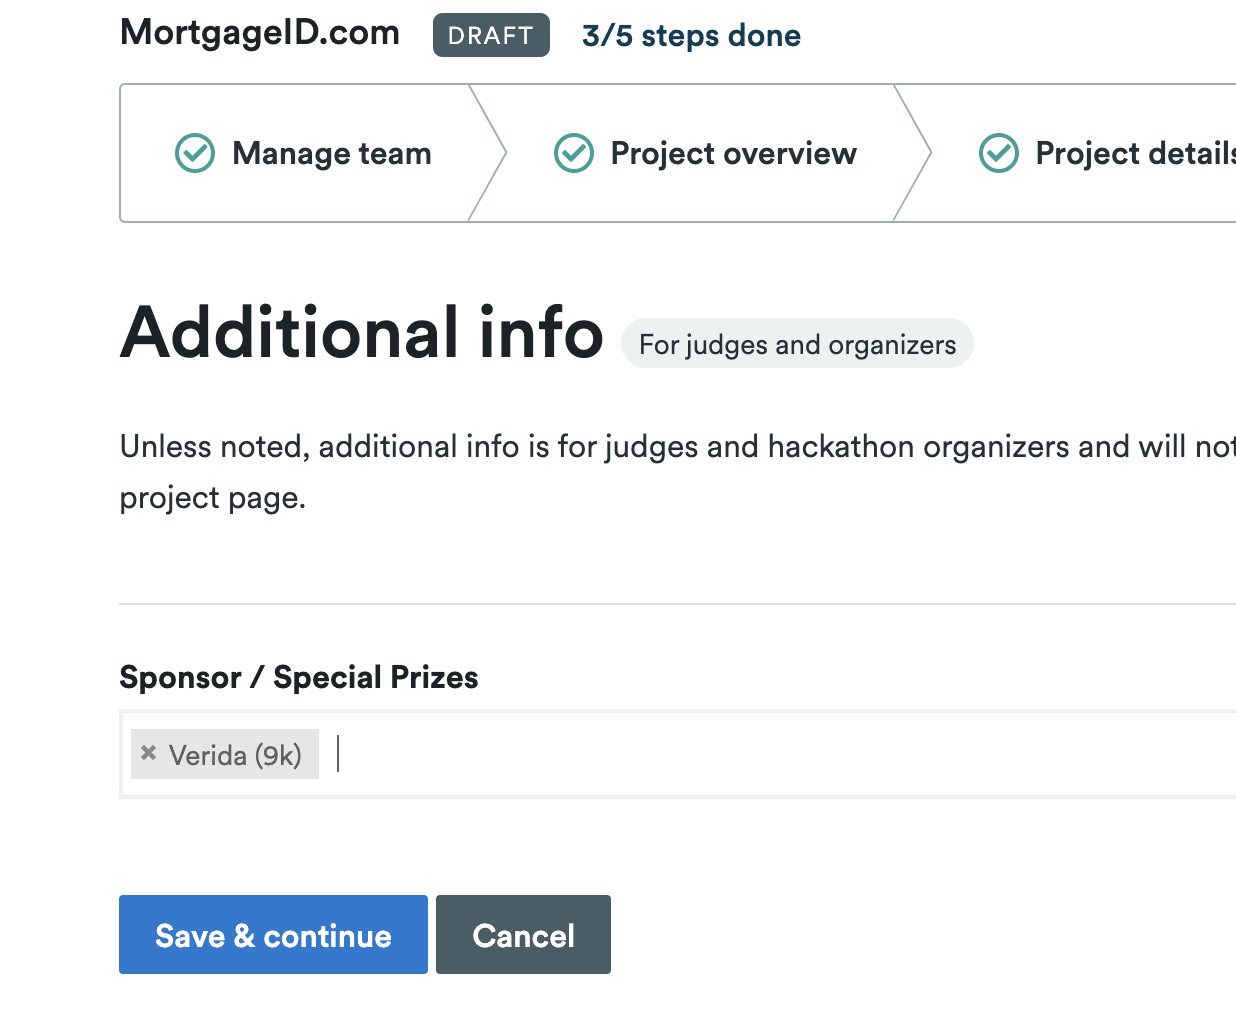 MortgageID.com DRAFT 3/5 steps done
Manage team Project overview Project details
Additional info For judges and organizers
Unless noted, additional info is for judges and hackathon organizers and will not
project page.
Sponsor / Special Prizes
× Verida (9k)
Save & continue Cancel